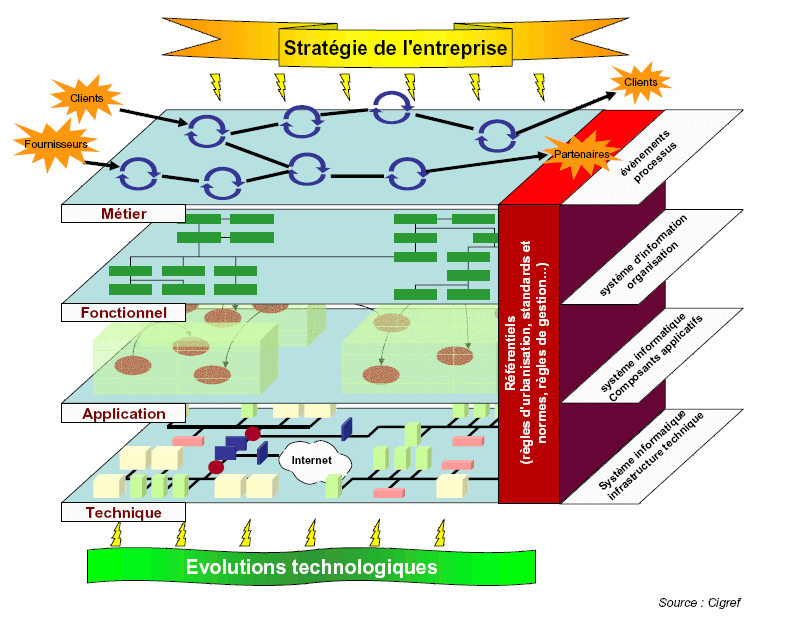 Stratégie de l'entreprise
Clients
Clients
Fournisseurs
Partenaires
évènements
processus
Métier
système d'information
organisation
Fonctionnel
Référentiels
(règles d'urbanisation, standards et
normes, règles de gestion...)
système informatique
Composants applicatifs
Application
Internet
Système informatique
infrastructure technique
Technique
Evolutions technologiques
Source : Cigref